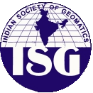 INDIAN SOCIETY OF GEOMATICS
ISG